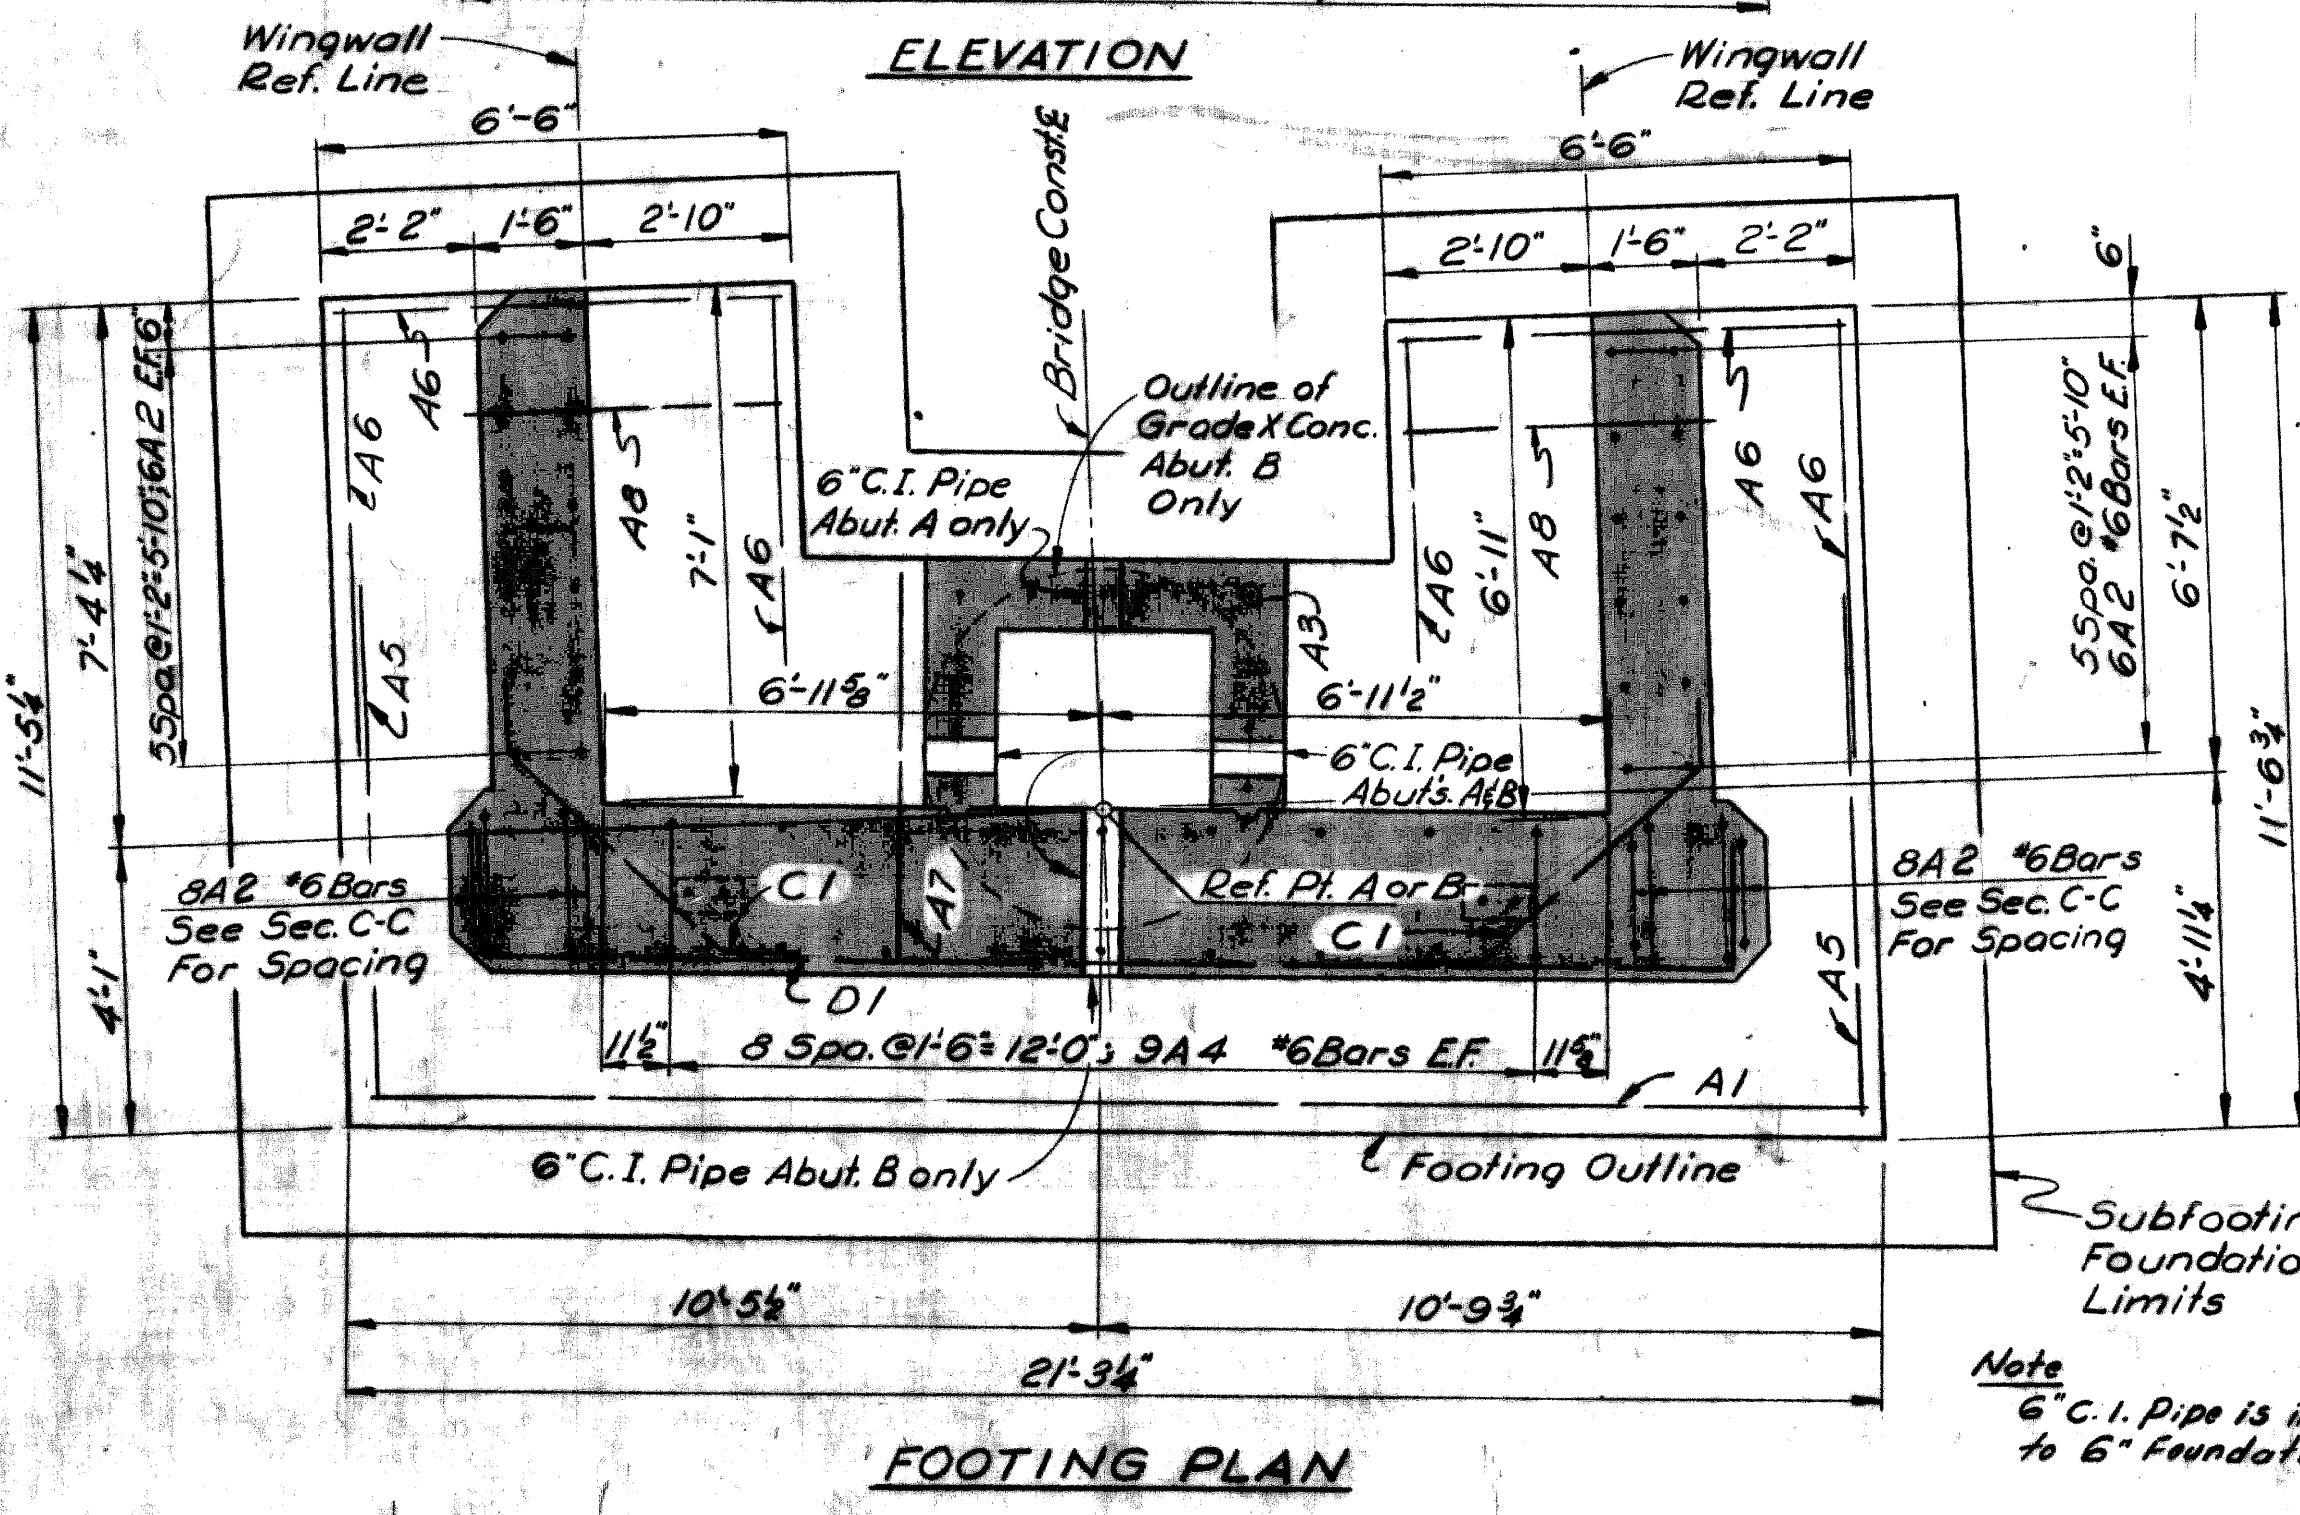 ELEVATION
Wingwall
Ref. Line
Wingwall
Ref. Line
6'-6"
6'-6"
2'-2"
1'-6"
2'-10"
2'-10"
1'-6"
2'-2"
6"
Bridge Const. ℄
Outline of
Grade X Conc.
Abut. B
Only
6" C.I. Pipe
Abut. A only
A6
A6
A5
A8
7'-1"
A6
A3
A6
6'-11"
A8
A6
A6
11'-5¼"
7'-4¼"
4'-1"
5 Spa. @ 1'-2"=5'-10"; 6A2 E.F. 6"
5 Spa. @ 1'-2"=5'-10"
6A2 #6 Bars E.F.
6'-7½"
11'-6¾"
4'-11¼"
6'-11⅝"
6'-11½"
6" C.I. Pipe
Abut's. A&B
8A2 #6 Bars
See Sec. C-C
For Spacing
C1
A7
Ref. Pt. A or B
C1
8A2 #6 Bars
See Sec. C-C
For Spacing
A5
D1
11½"
8 Spa. @ 1'-6"= 12'-0"; 9A4 #6 Bars E.F.
11⅝"
A1
6" C.I. Pipe Abut. B only
Footing Outline
Subfootin
Foundatio
Limits
10'-5½"
10'-9¾"
21'-3¼"
Note
6" C.I. Pipe is i
to 6" Foundat
FOOTING PLAN